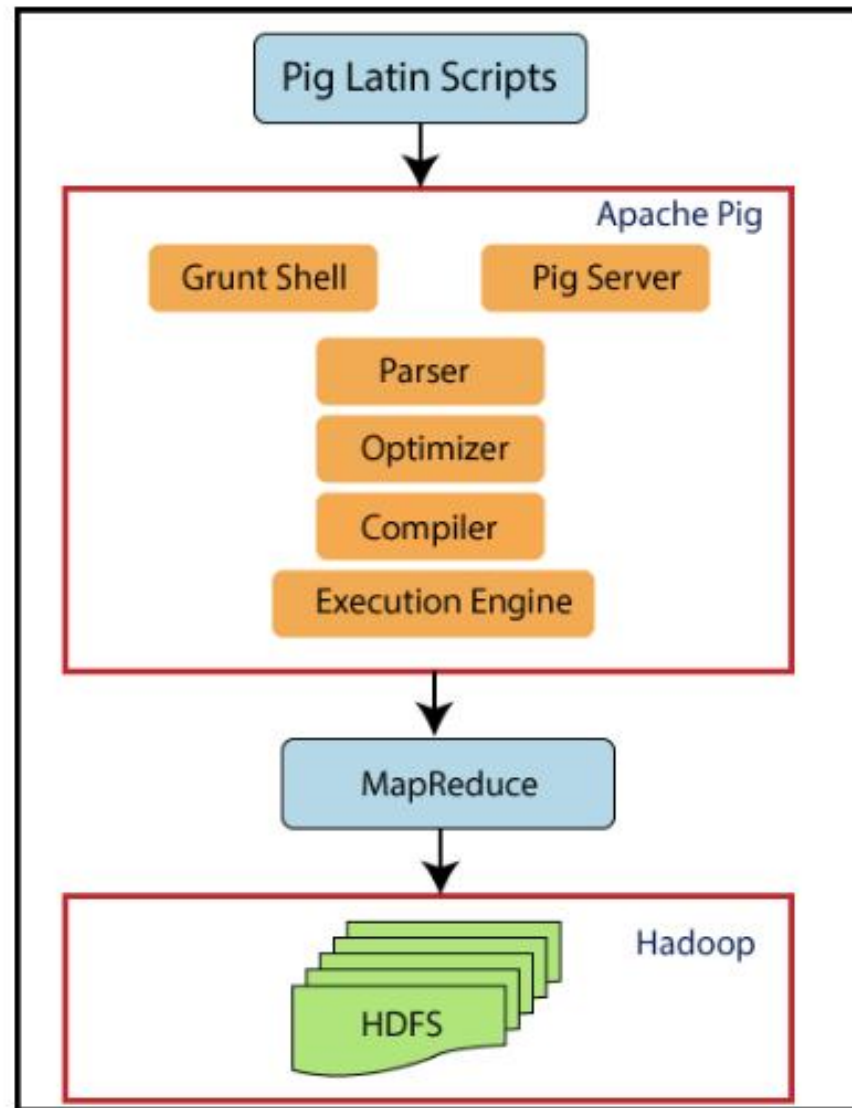 Pig Latin Scripts
Apache Pig
Grunt Shell
Pig Server
Parser
Optimizer
Compiler
Execution Engine
MapReduce
Hadoop
HDFS